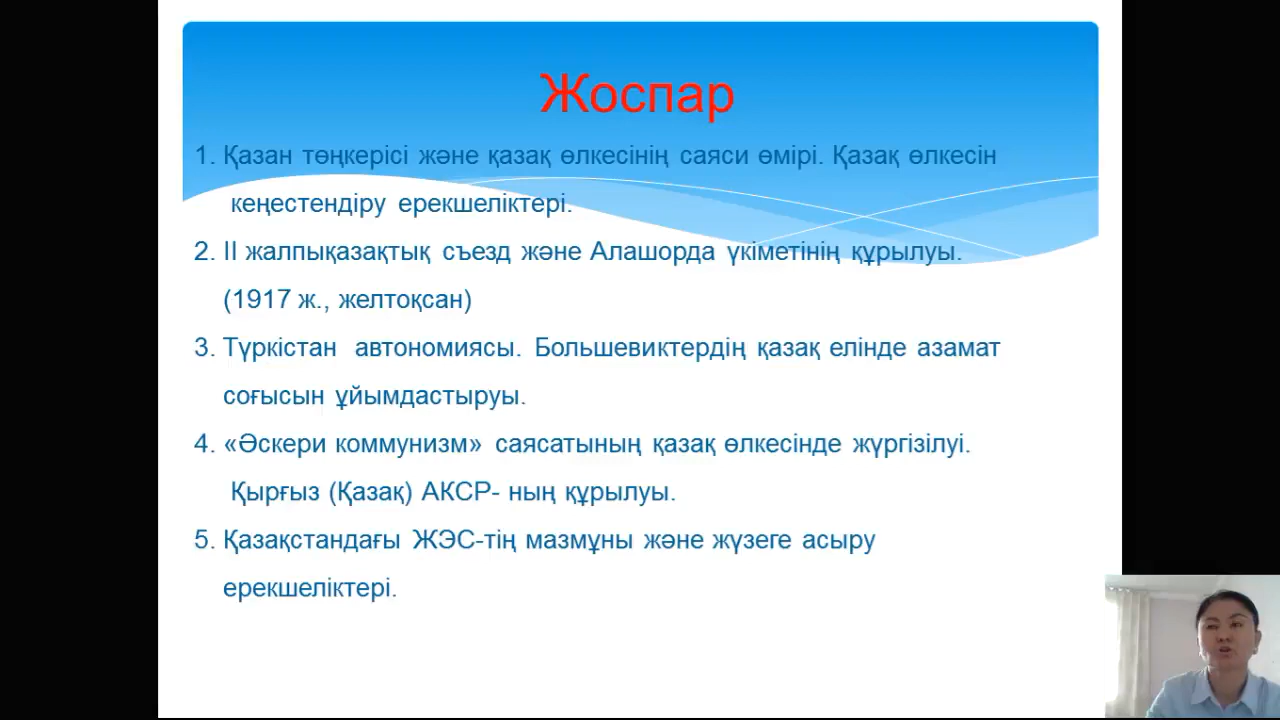 Жоспар
1. Қазан төңкерісі және қазақ өлкесінің саяси өмірі. Қазақ өлкесін
кеңестендіру ерекшеліктері.
2. ІІ жалпықазақтық съезд және Алашорда үкіметінің құрылуы.
(1917 ж., желтоқсан)
3. Түркістан автономиясы. Большевиктердің қазақ елінде азамат
соғысын ұйымдастыруы.
4. «Әскери коммунизм» саясатының қазақ өлкесінде жүргізілуі.
Қырғыз (Қазақ) АКСР- ның құрылуы.
5. Қазақстандағы ЖЭС-тің мазмұны және жүзеге асыру
ерекшеліктері.